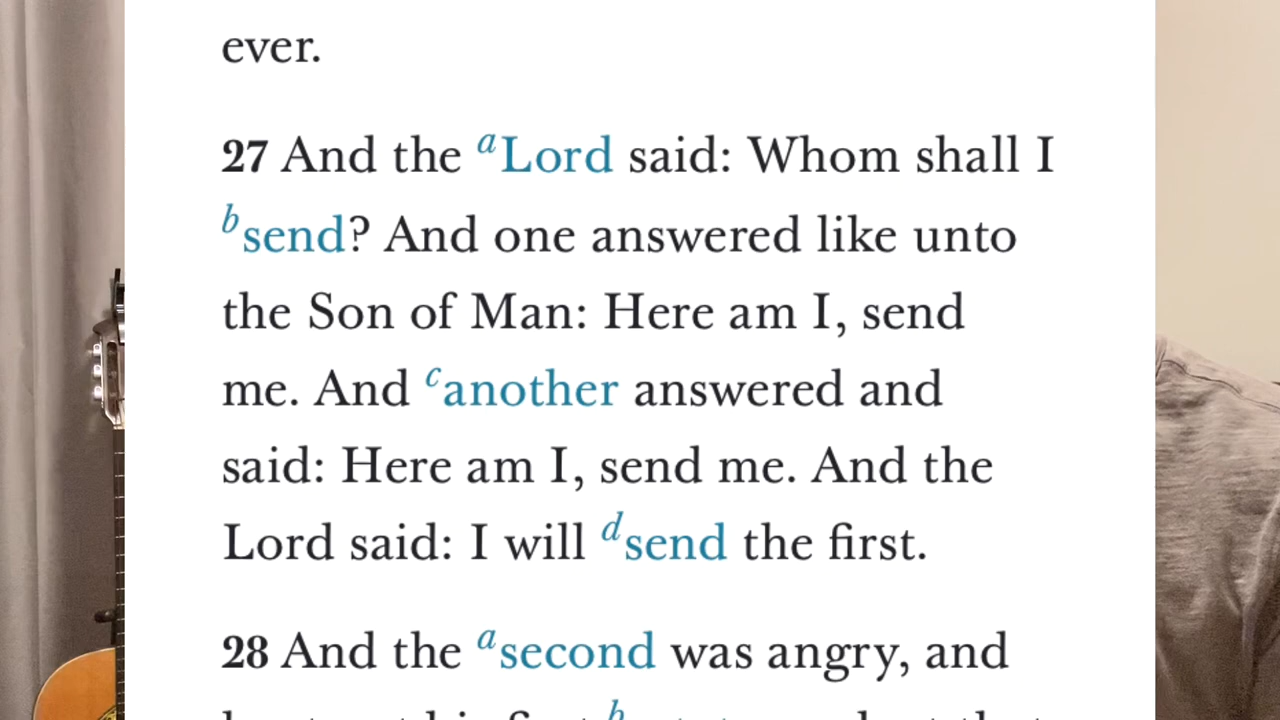 ever.
27 And the aLord said: Whom shall I
bsend? And one answered like unto
the Son of Man: Here am I, send
me. And canother answered and
said: Here am I, send me. And the
Lord said: I will dsend the first.
28 And the asecond was angry, and